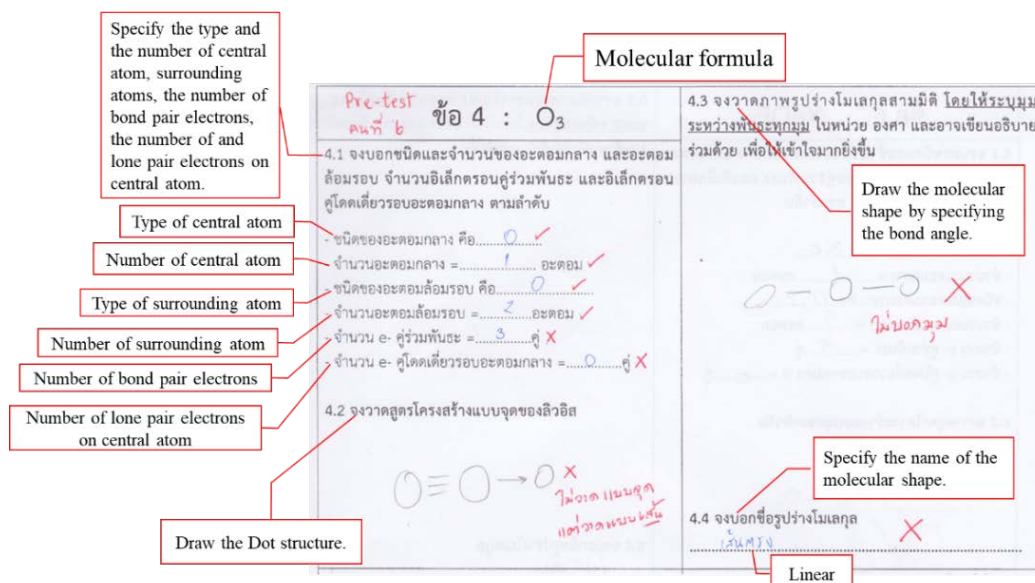 Specify the type and
the number of central
atom, surrounding
atoms, the number of
bond pair electrons,
the number of and
lone pair electrons on
central atom.
Molecular formula
Pre-test
คนที่ 6
ข้อ 4 : O₃
4.1 จงบอกชนิดและจำนวนของอะตอมกลาง และอะตอม
ล้อมรอบ จำนวนอิเล็กตรอนคู่ร่วมพันธะ และอิเล็กตรอน
คู่โดดเดี่ยวรอบอะตอมกลาง ตามลำดับ
Type of central atom
- ชนิดของอะตอมกลาง คือ........O........ ✓
Number of central atom
- จำนวนอะตอมกลาง =........1........ อะตอม ✓
Type of surrounding atom
- ชนิดของอะตอมล้อมรอบ คือ........O........ ✓
Number of surrounding atom
- จำนวนอะตอมล้อมรอบ =........2........อะตอม ✓
Number of bond pair electrons
- จำนวน e- คู่ร่วมพันธะ =........3........คู่ ✗
Number of lone pair electrons
on central atom
- จำนวน e- คู่โดดเดี่ยวรอบอะตอมกลาง =........0........คู่ ✗
4.2 จงวาดสูตรโครงสร้างแบบจุดของลิวอิส
O≡O→O ✗
ไม่วาดแบบจุด
แต่วาดแบบเส้น
Draw the Dot structure.
4.3 จงวาดภาพรูปร่างโมเลกุลสามมิติ โดยให้ระบุมุม
ระหว่างพันธะทุกมุม ในหน่วย องศา และอาจเขียนอธิบาย
ร่วมด้วย เพื่อให้เข้าใจมากยิ่งขึ้น
Draw the molecular
shape by specifying
the bond angle.
O-O-O ✗
ไม่บอกมุม
Specify the name of the
molecular shape.
4.4 จงบอกชื่อรูปร่างโมเลกุล
เส้นตรง ✗
Linear